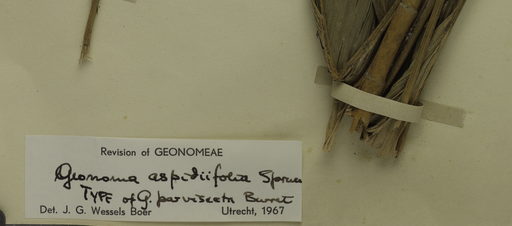 Revision of GEONOMEAE
Geonoma aspidiifolia Spruce
TYPE of G. parvisecta Burret
Det. J. G. Wessels Boer Utrecht, 1967